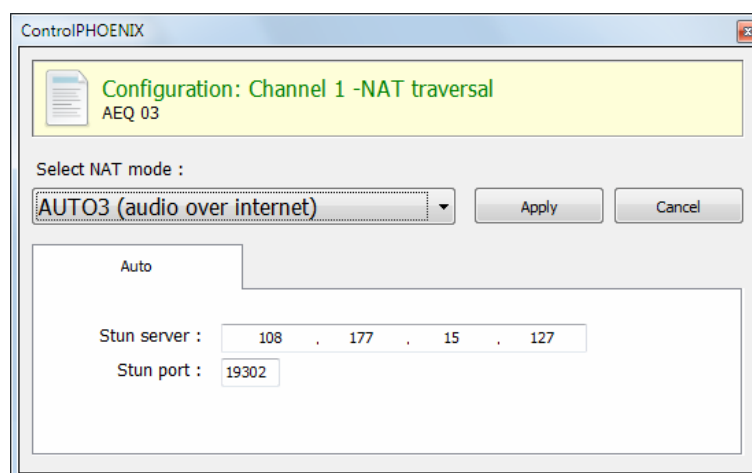 ControlPHOENIX
Configuration: Channel 1 -NAT traversal
AEQ 03
Select NAT mode :
AUTO3 (audio over internet)
Apply
Cancel
Auto
Stun server : 108 . 177 . 15 . 127
Stun port : 19302